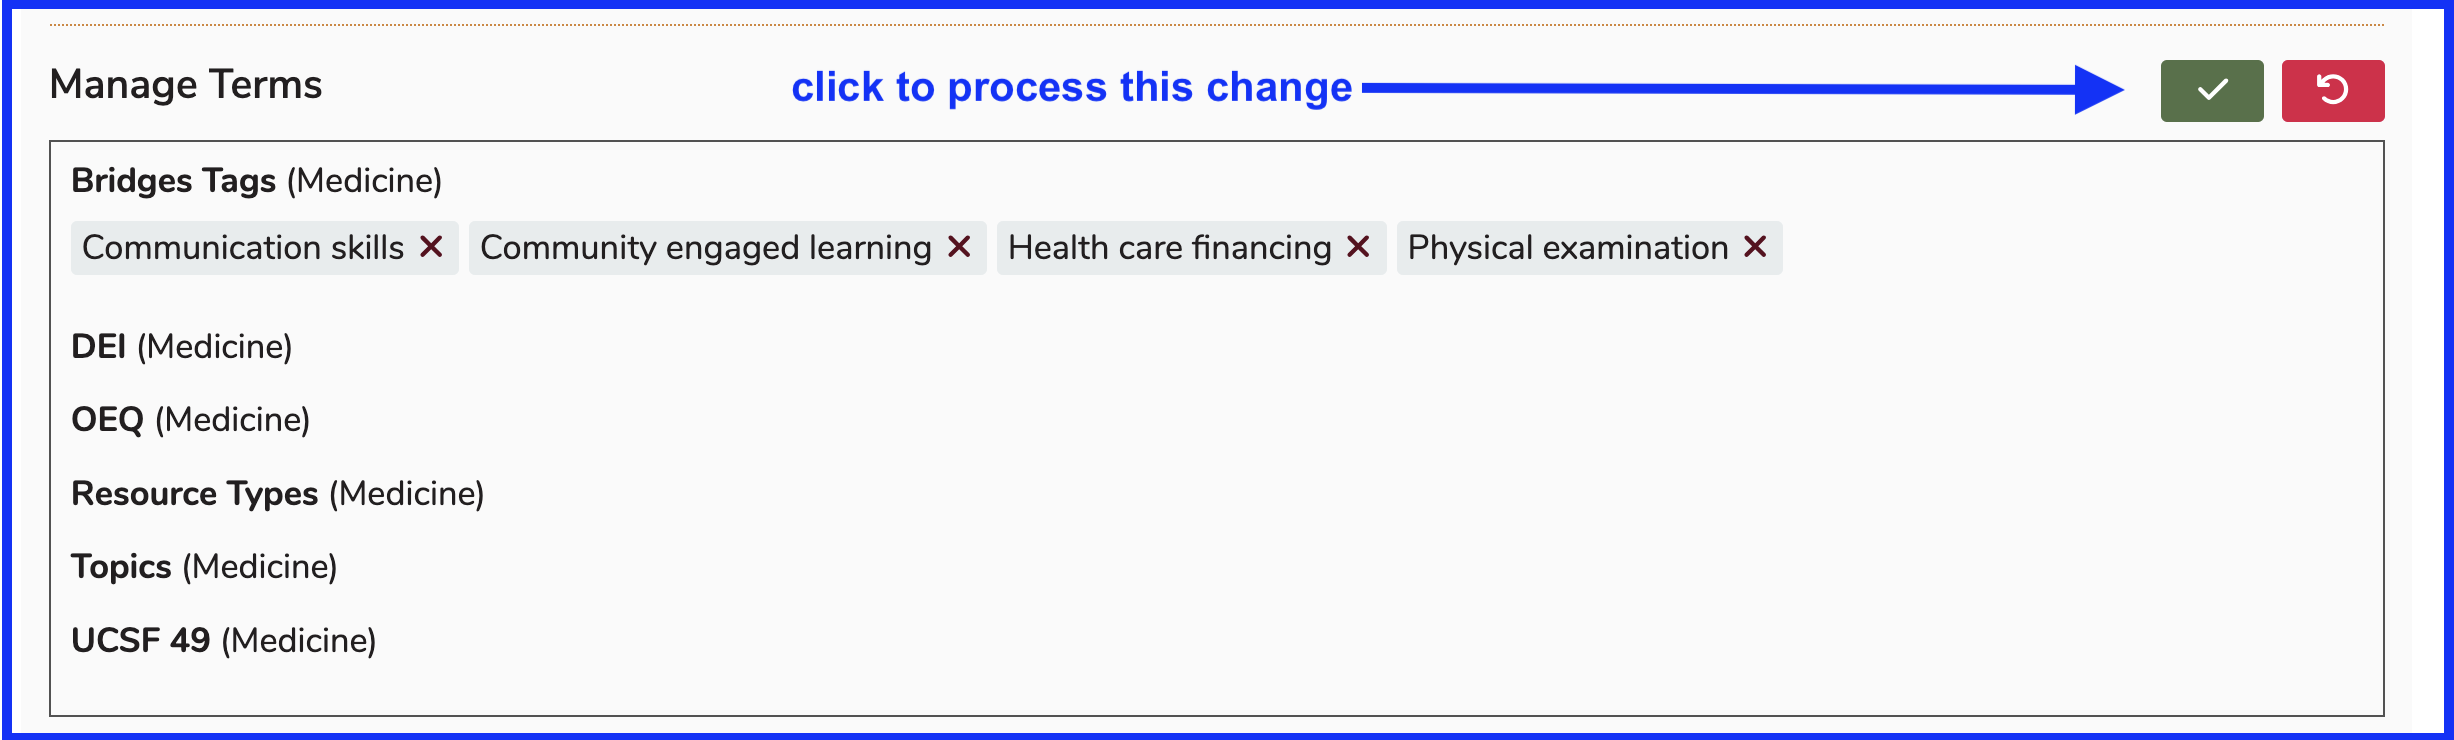 Manage Terms
click to process this change
Bridges Tags (Medicine)
Communication skills Community engaged learning Health care financing Physical examination
DEI (Medicine)
OEQ (Medicine)
Resource Types (Medicine)
Topics (Medicine)
UCSF 49 (Medicine)